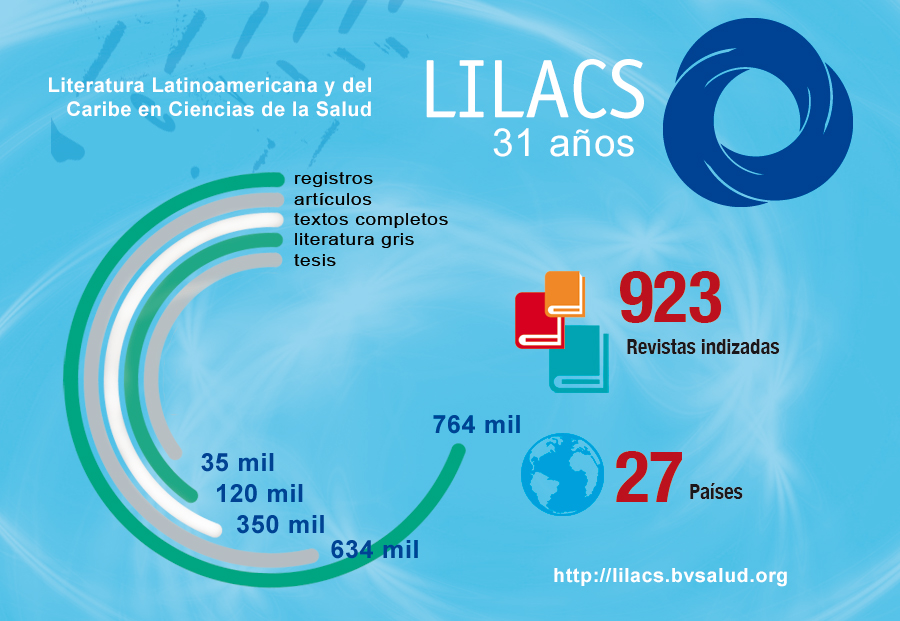 Literatura Latinoamericana y del
Caribe en Ciencias de la Salud
LILACS
31 años
registros
artículos
textos completos
literatura gris
tesis
923
Revistas indizadas
764 mil
35 mil
120 mil
350 mil
634 mil
27 Países
http://lilacs.bvsalud.org